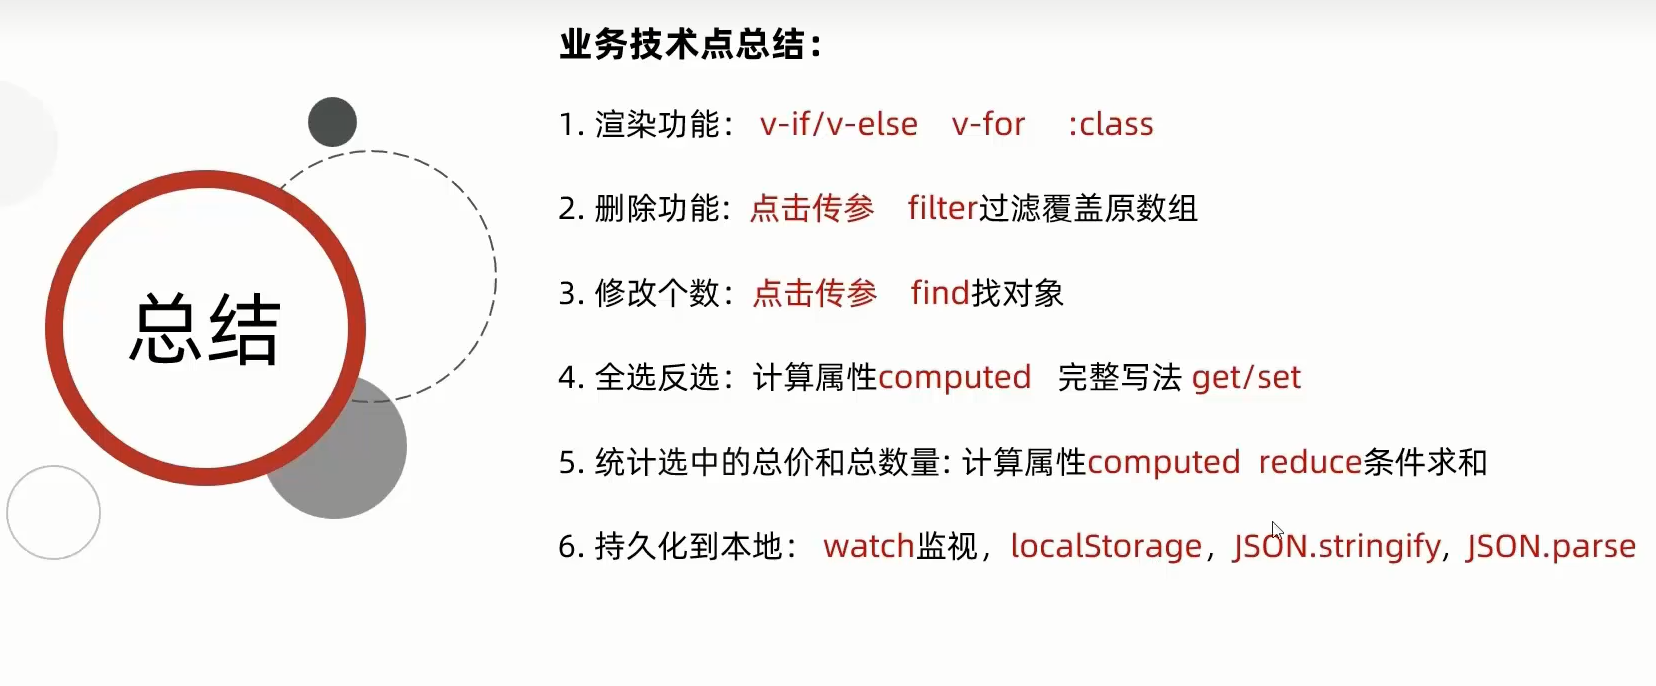 业务技术点总结：
总结
1. 渲染功能： v-if/v-else v-for :class
2. 删除功能: 点击传参 filter过滤覆盖原数组
3. 修改个数：点击传参 find找对象
4. 全选反选：计算属性computed 完整写法 get/set
5. 统计选中的总价和总数量: 计算属性computed reduce条件求和
6. 持久化到本地： watch监视，localStorage，JSON.stringify, JSON.parse